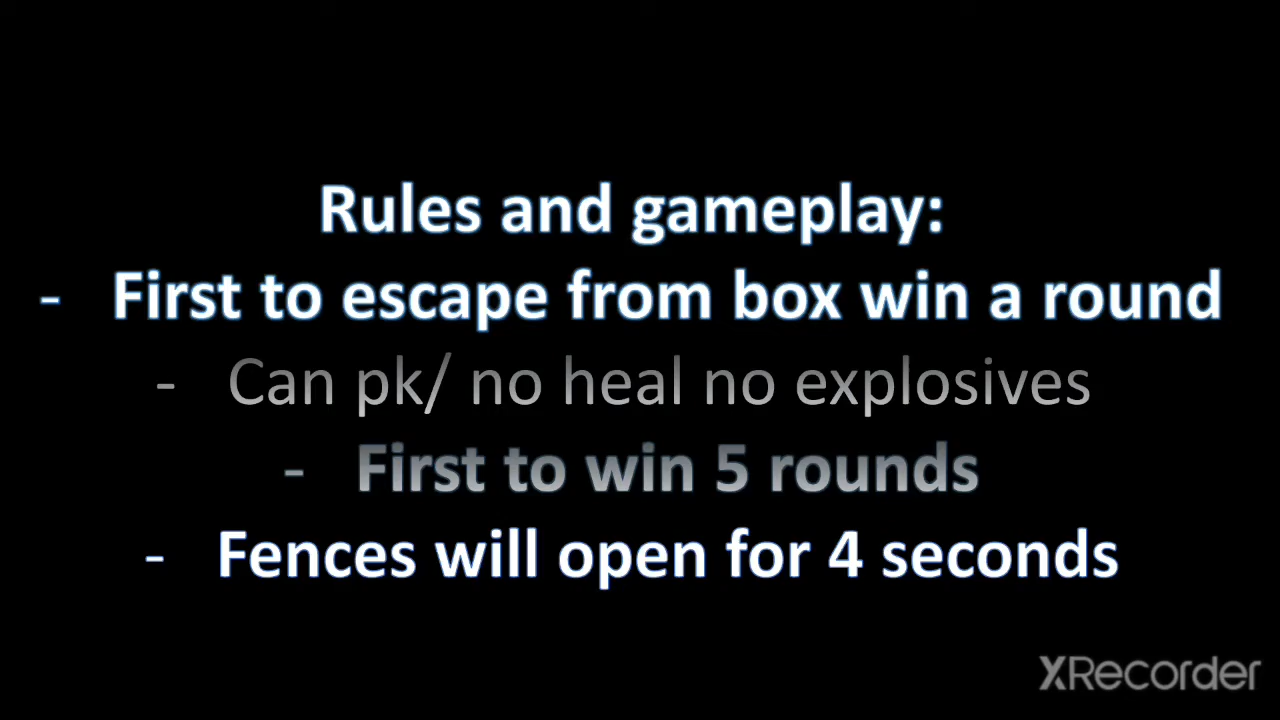 Rules and gameplay:
- First to escape from box win a round
- Can pk/ no heal no explosives
- First to win 5 rounds
- Fences will open for 4 seconds
XRecorder